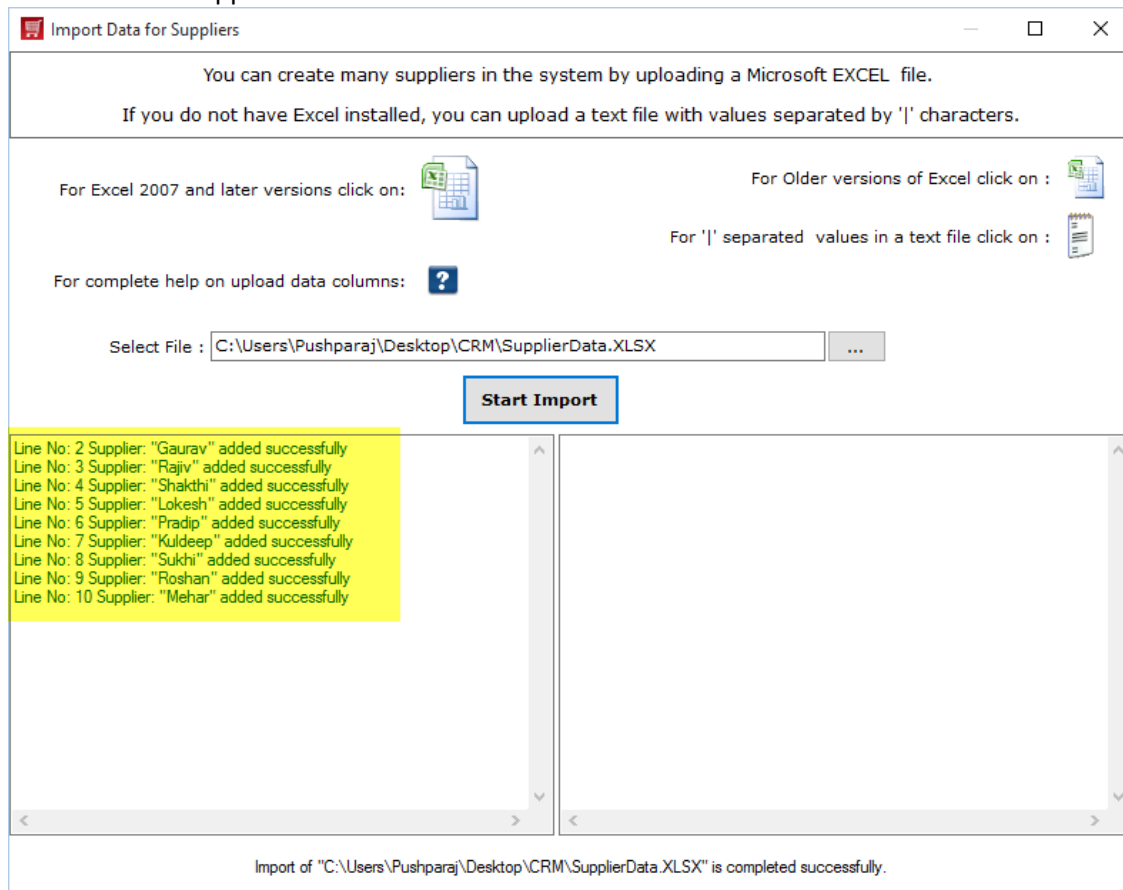 Import Data for Suppliers
You can create many suppliers in the system by uploading a Microsoft EXCEL file.
If you do not have Excel installed, you can upload a text file with values separated by '|' characters.
For Excel 2007 and later versions click on:
For Older versions of Excel click on :
For '|' separated values in a text file click on :
For complete help on upload data columns:
?
Select File : C:\Users\Pushparaj\Desktop\CRM\SupplierData.XLSX ...
Start Import
Line No: 2 Supplier: "Gaurav" added successfully
Line No: 3 Supplier: "Rajiv" added successfully
Line No: 4 Supplier: "Shakthi" added successfully
Line No: 5 Supplier: "Lokesh" added successfully
Line No: 6 Supplier: "Pradip" added successfully
Line No: 7 Supplier: "Kuldeep" added successfully
Line No: 8 Supplier: "Sukhi" added successfully
Line No: 9 Supplier: "Roshan" added successfully
Line No: 10 Supplier: "Mehar" added successfully
Import of "C:\Users\Pushparaj\Desktop\CRM\SupplierData.XLSX" is completed successfully.